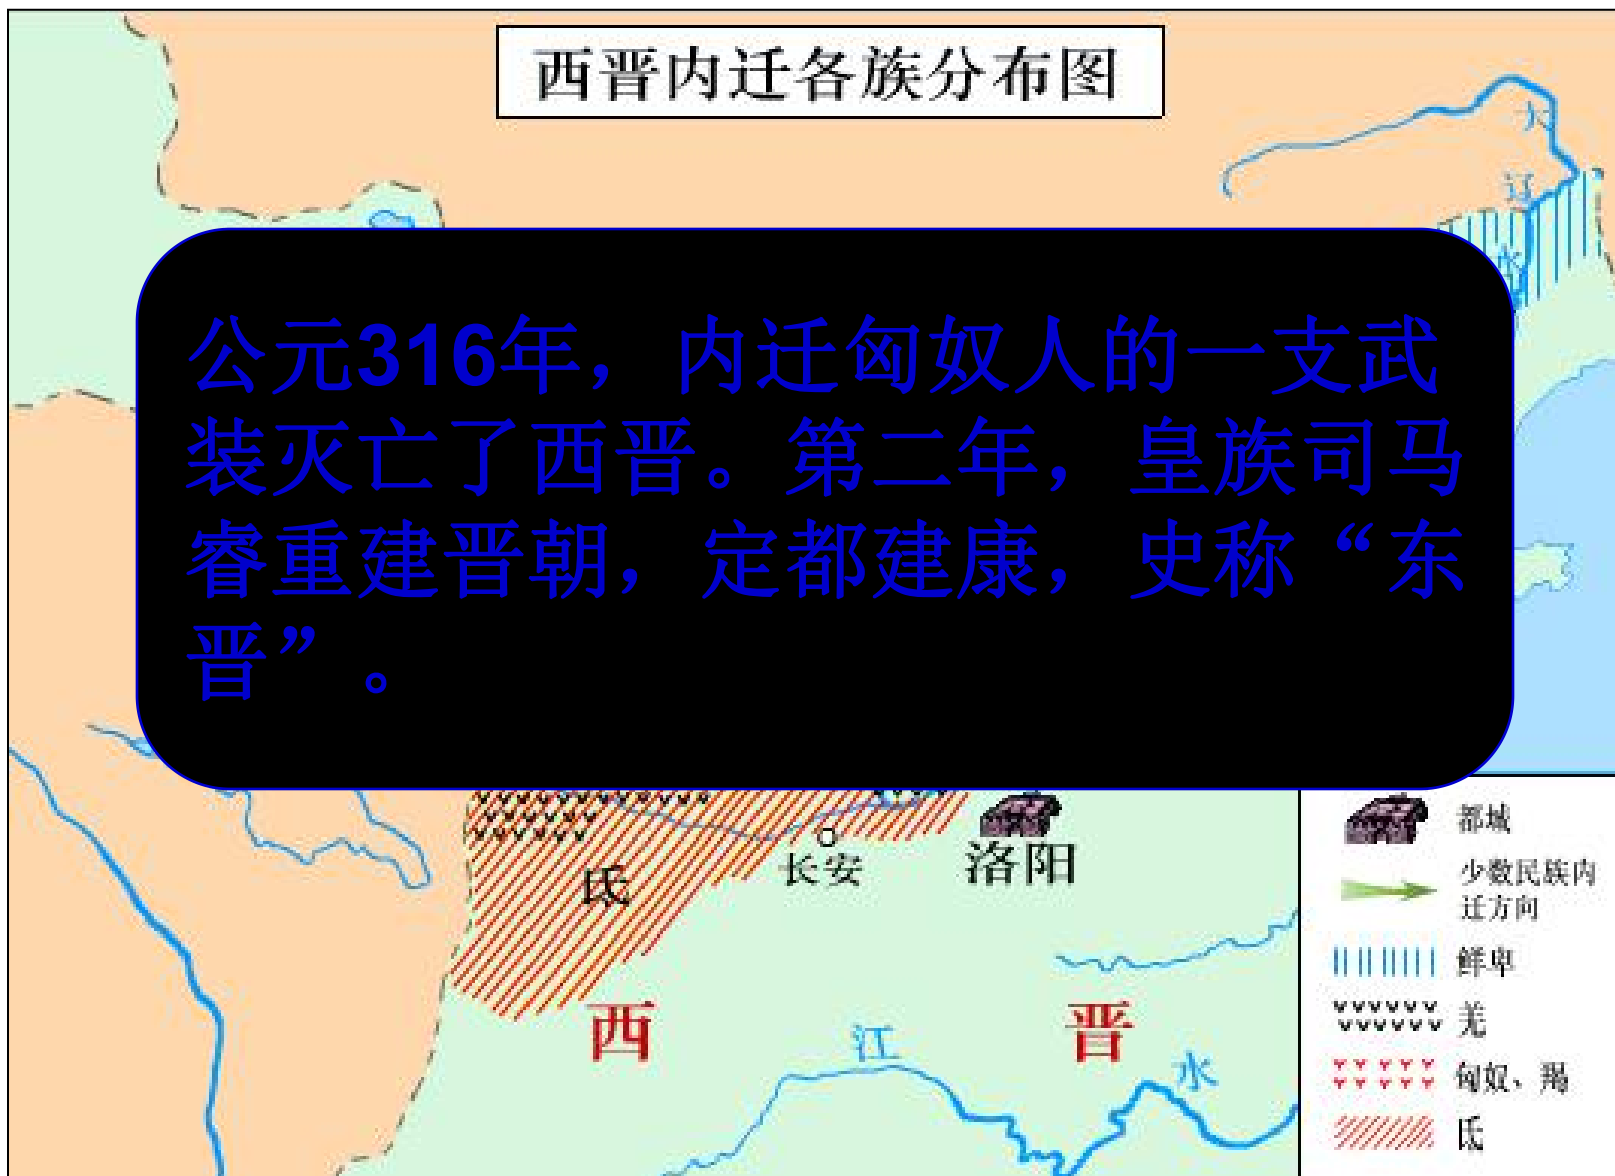 西晋内迁各族分布图
大
辽
水
公元316年，内迁匈奴人的一支武
装灭亡了西晋。第二年，皇族司马
睿重建晋朝，定都建康，史称“东
晋”。
氐
长安
洛阳
西
晋
江
水
都城
少数民族内
迁方向
鲜卑
羌
匈奴、羯
氐